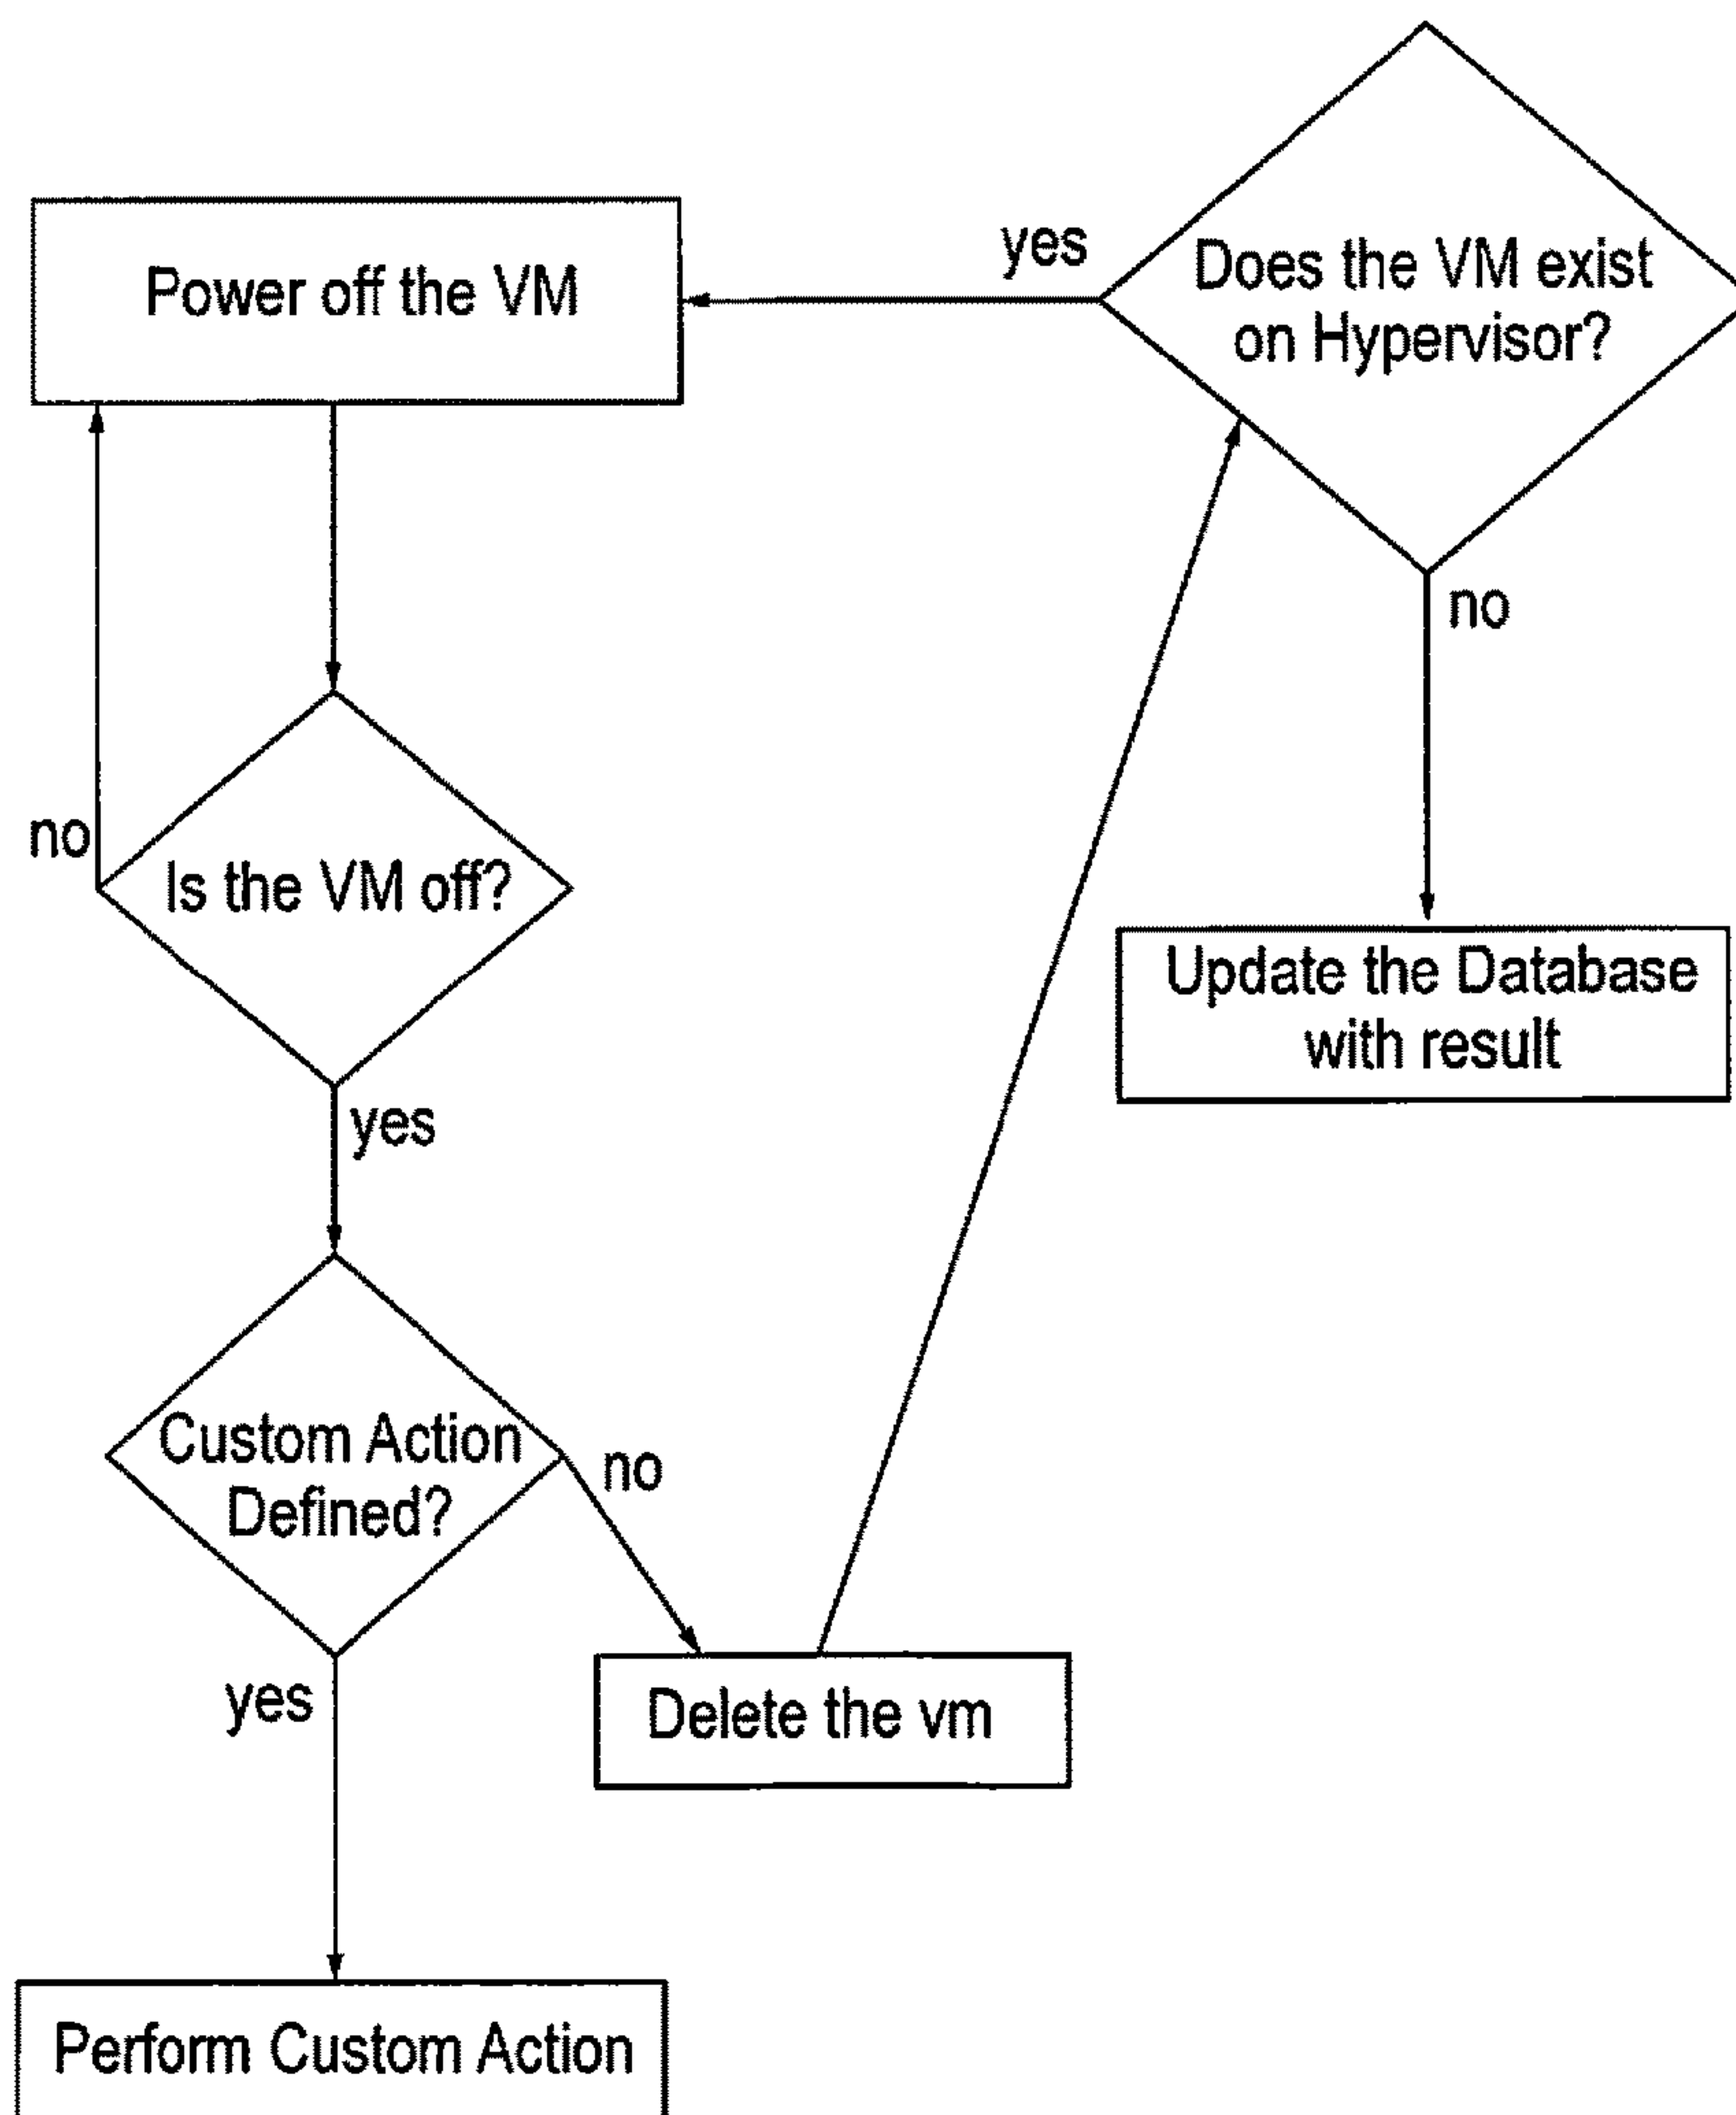 Does the VM exist
on Hypervisor?
yes
no
Power off the VM
Is the VM off?
no
yes
Update the Database
with result
Custom Action
Defined?
no
yes
Delete the vm
Perform Custom Action